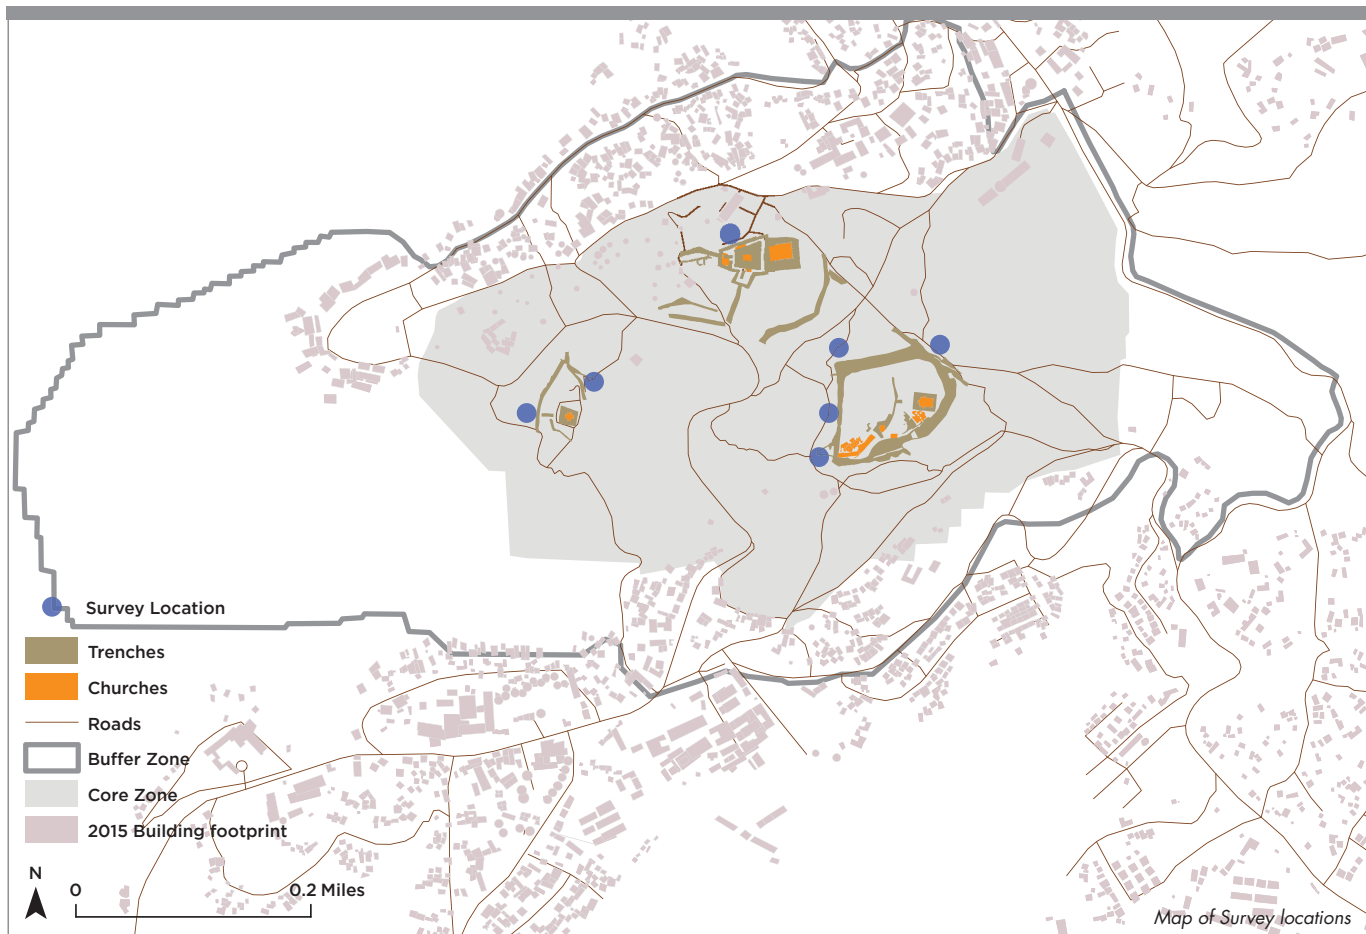 Survey Location
Trenches
Churches
Roads
Buffer Zone
Core Zone
2015 Building footprint
N
0 0.2 Miles
Map of Survey locations